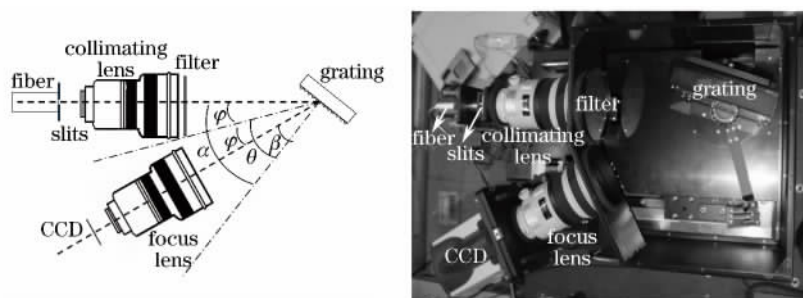 collimating
lens
filter
fiber
slits
grating
φ
α
φ
θ
β
CCD
focus
lens
grating
filter
fiber
slits
collimating
lens
CCD
focus
lens